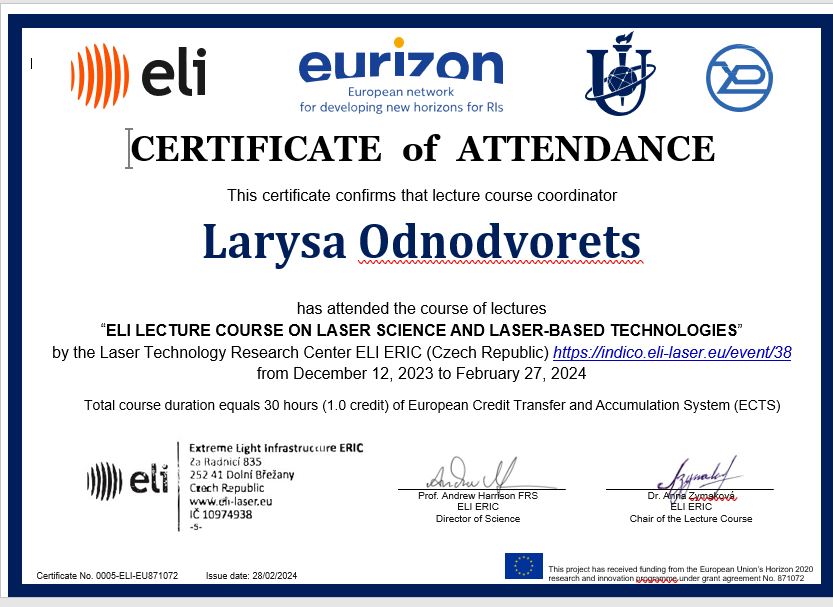 eli
eurizon
European network
for developing new horizons for RIs
CERTIFICATE of ATTENDANCE
This certificate confirms that lecture course coordinator
Larysa Odnodvorets
has attended the course of lectures
“ELI LECTURE COURSE ON LASER SCIENCE AND LASER-BASED TECHNOLOGIES”
by the Laser Technology Research Center ELI ERIC (Czech Republic) https://indico.eli-laser.eu/event/38
from December 12, 2023 to February 27, 2024
Total course duration equals 30 hours (1.0 credit) of European Credit Transfer and Accumulation System (ECTS)
eli
Extreme Light Infrastructure ERIC
Za Radnicí 835
252 41 Dolní Břežany
Czech Republic
www.eli-laser.eu
IČ 10974938
-5-
Prof. Andrew Harrison FRS
ELI ERIC
Director of Science
Dr. Anna Zymaková,
ELI ERIC
Chair of the Lecture Course
Certificate No. 0005-ELI-EU871072 Issue date: 28/02/2024
This project has received funding from the European Union’s Horizon 2020
research and innovation programme under grant agreement No. 871072